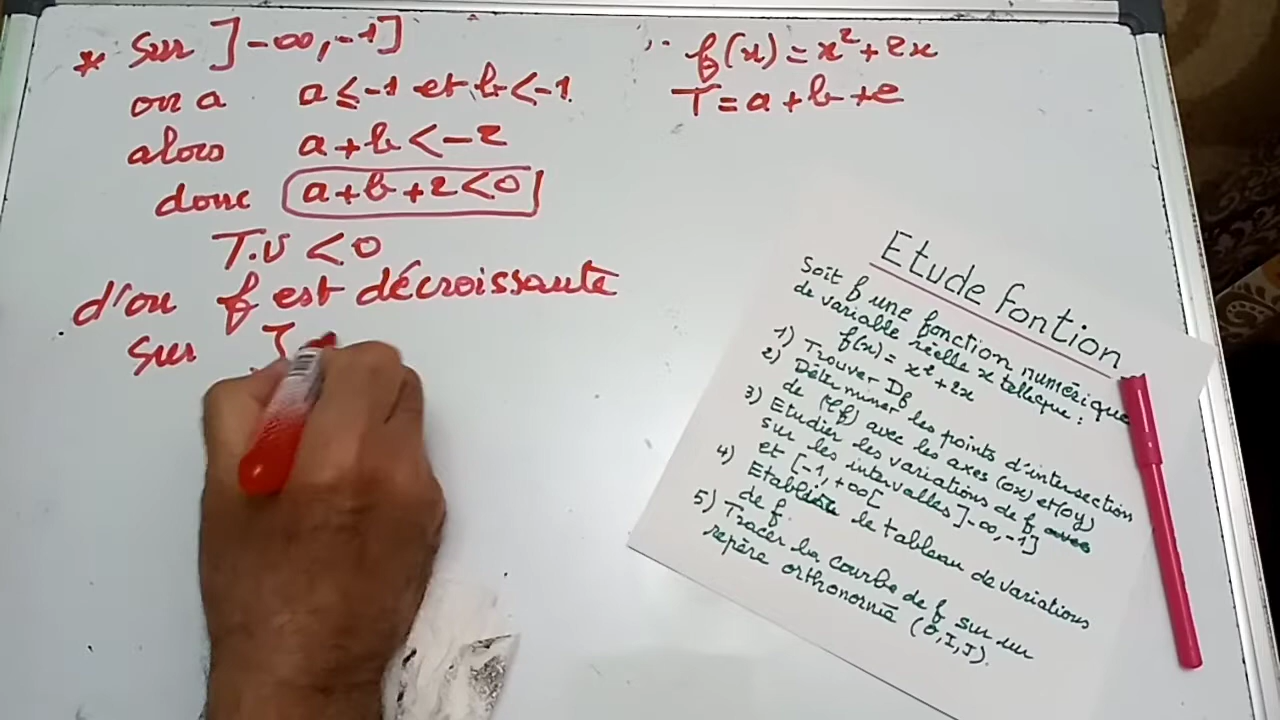 * Sur ]-∞,-1]
on a a≤-1 et b<-1
alors a+b<-2
donc a+b+2<0
T.V<0
d'ou f est décroissante
sur
f(x)=x²+2x
T=a+b+2
Etude Fontion
Soit f une fonction numérique
de variable réelle x telleque:
f(x)=x²+2x
1) Trouver Df
2) Déterminer les points d'intersection
de (Cf) avec les axes (ox) et (oy)
3) Etudier les variations de f
sur les intervalles ]-∞,-1]
et [-1,+∞[
4) Etablir le tableau de variations
de f.
5) Tracer la courbe de f sur un
repère orthonormé (O,I,J).